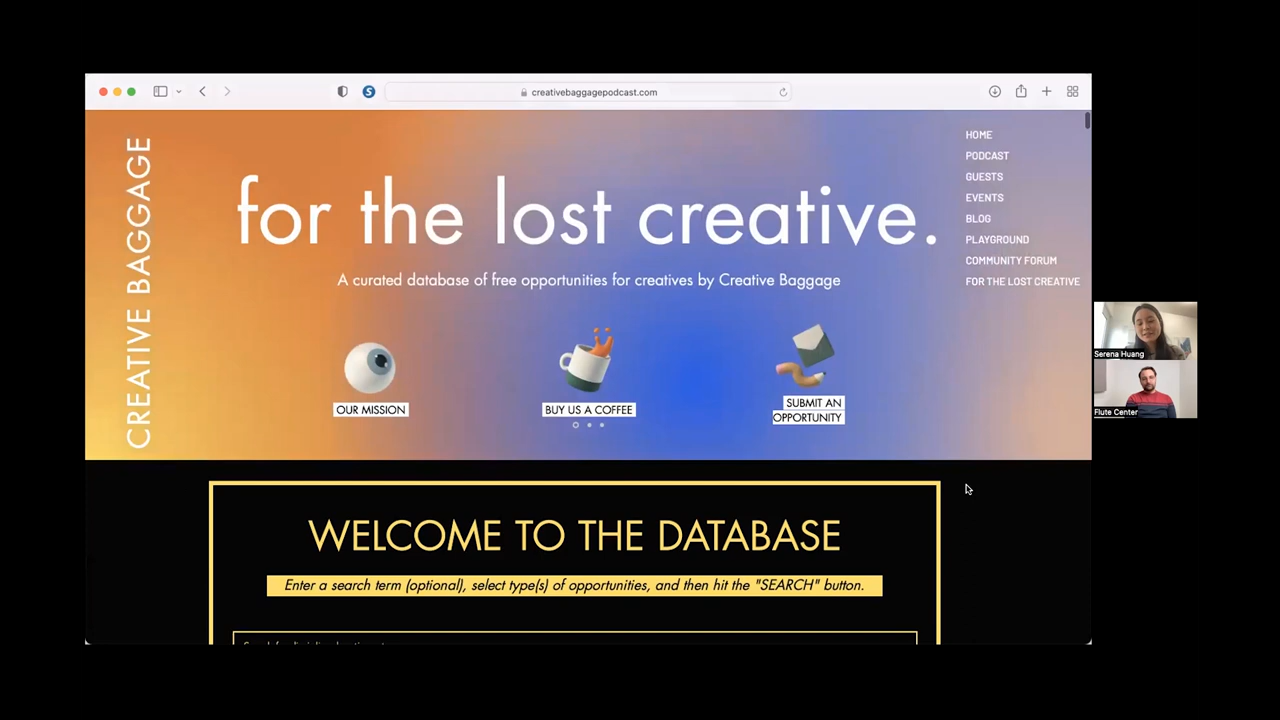 creativebaggagepodcast.com
CREATIVE BAGGAGE
for the lost creative.
A curated database of free opportunities for creatives by Creative Baggage
OUR MISSION
BUY US A COFFEE
SUBMIT AN
OPPORTUNITY
HOME
PODCAST
GUESTS
EVENTS
BLOG
PLAYGROUND
COMMUNITY FORUM
FOR THE LOST CREATIVE
Serena Huang
Flute Center
WELCOME TO THE DATABASE
Enter a search term (optional), select type(s) of opportunities, and then hit the "SEARCH" button.